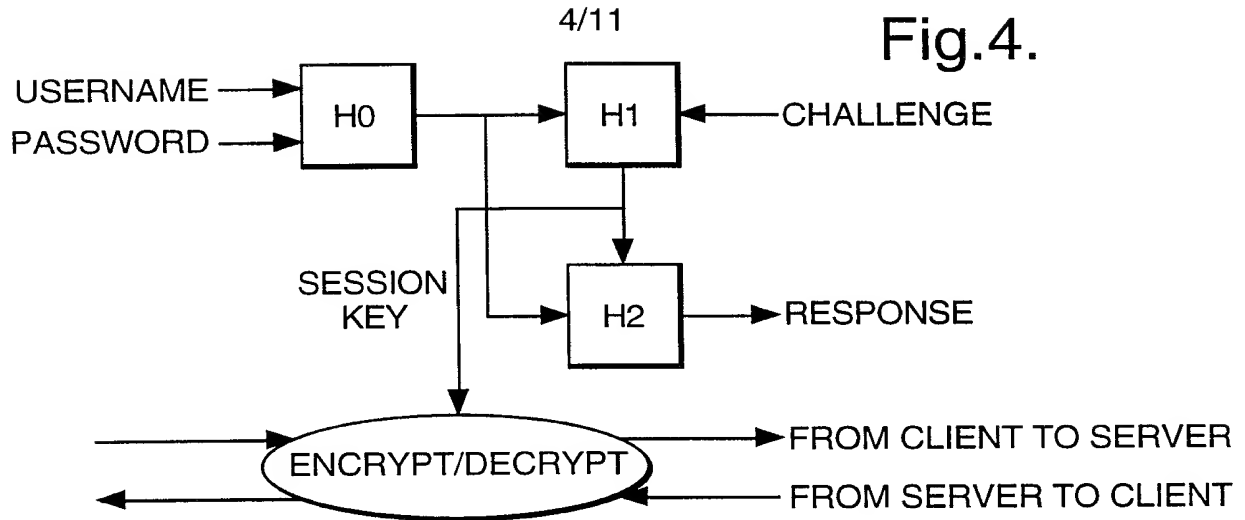 4/11
Fig.4.
USERNAME
PASSWORD
H0
H1
CHALLENGE
SESSION
KEY
H2
RESPONSE
ENCRYPT/DECRYPT
FROM CLIENT TO SERVER
FROM SERVER TO CLIENT